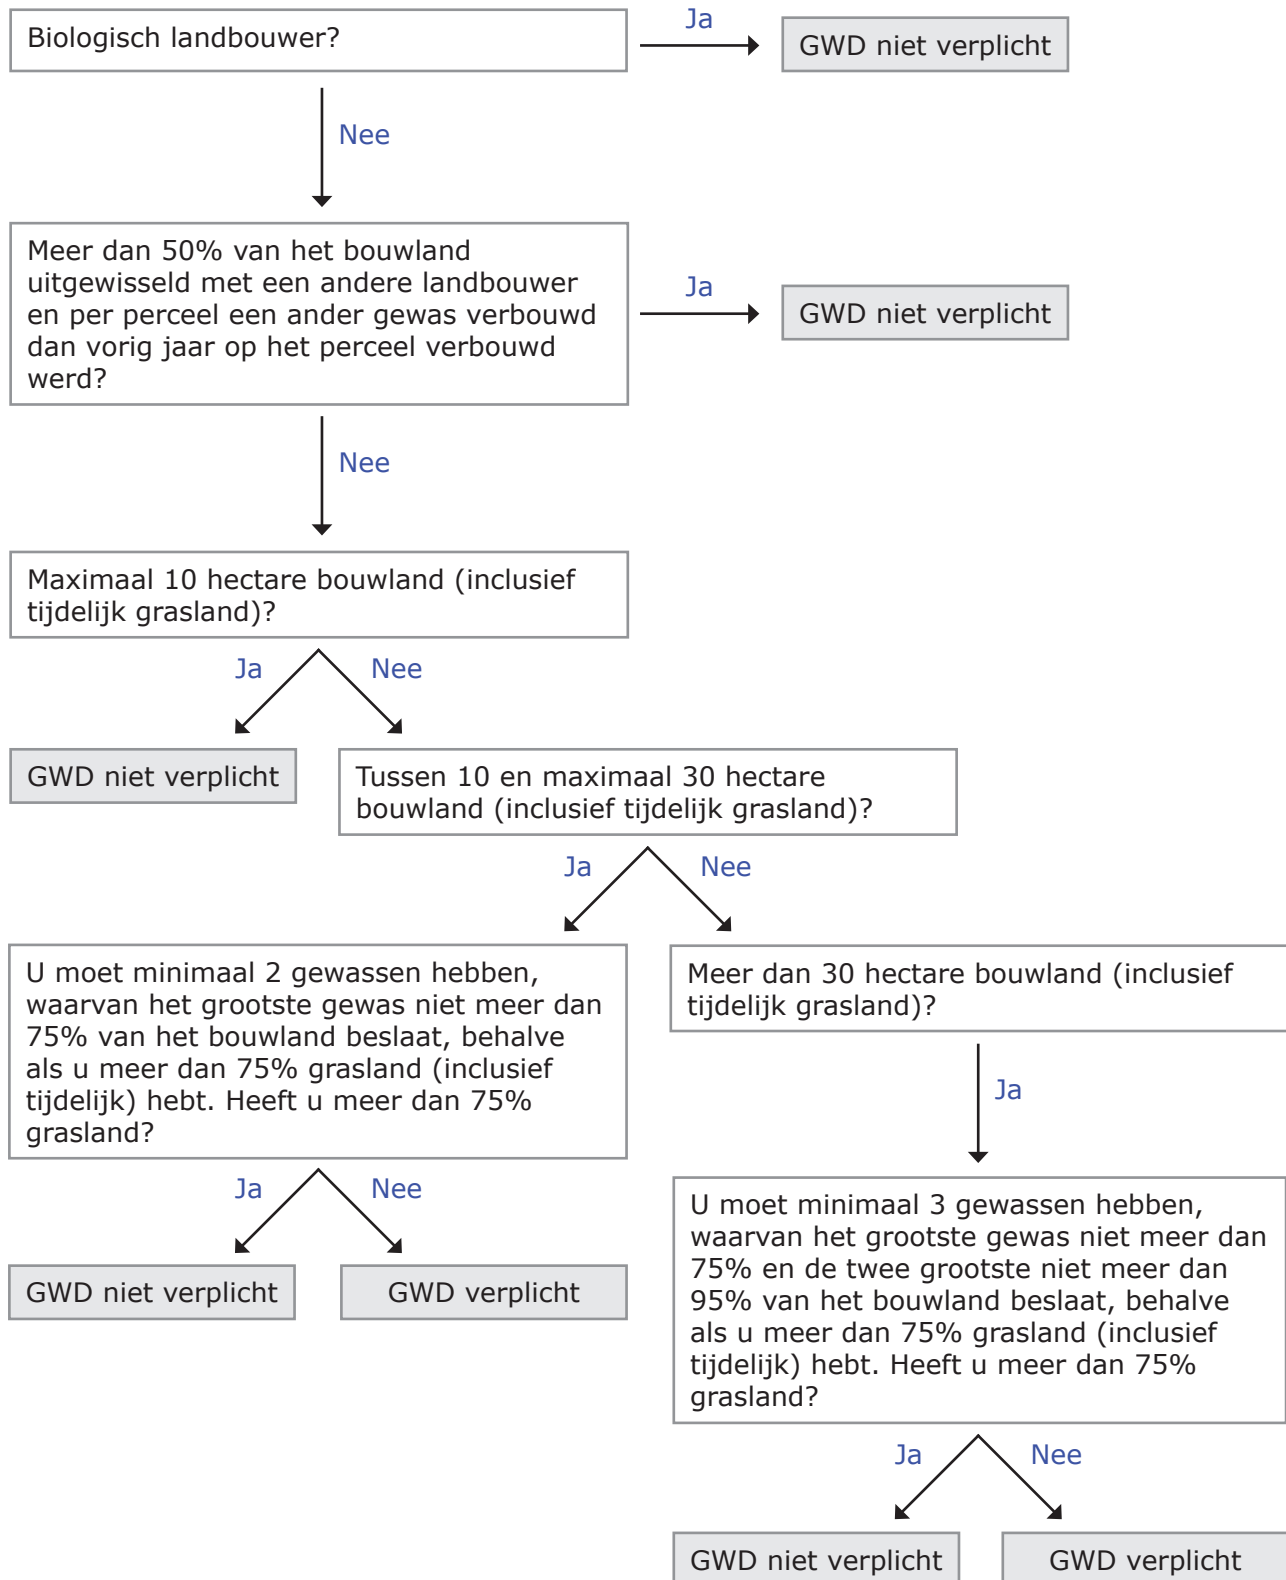 Biologisch landbouwer?
Ja
GWD niet verplicht
Nee
Meer dan 50% van het bouwland
uitgewisseld met een andere landbouwer
en per perceel een ander gewas verbouwd
dan vorig jaar op het perceel verbouwd
werd?
Ja
GWD niet verplicht
Nee
Maximaal 10 hectare bouwland (inclusief
tijdelijk grasland)?
Ja
Nee
GWD niet verplicht
Tussen 10 en maximaal 30 hectare
bouwland (inclusief tijdelijk grasland)?
Ja
Nee
U moet minimaal 2 gewassen hebben,
waarvan het grootste gewas niet meer dan
75% van het bouwland beslaat, behalve
als u meer dan 75% grasland (inclusief
tijdelijk) hebt. Heeft u meer dan 75%
grasland?
Ja
Nee
GWD niet verplicht
GWD verplicht
Meer dan 30 hectare bouwland (inclusief
tijdelijk grasland)?
Ja
U moet minimaal 3 gewassen hebben,
waarvan het grootste gewas niet meer dan
75% en de twee grootste niet meer dan
95% van het bouwland beslaat, behalve
als u meer dan 75% grasland (inclusief
tijdelijk) hebt. Heeft u meer dan 75%
grasland?
Ja
Nee
GWD niet verplicht
GWD verplicht